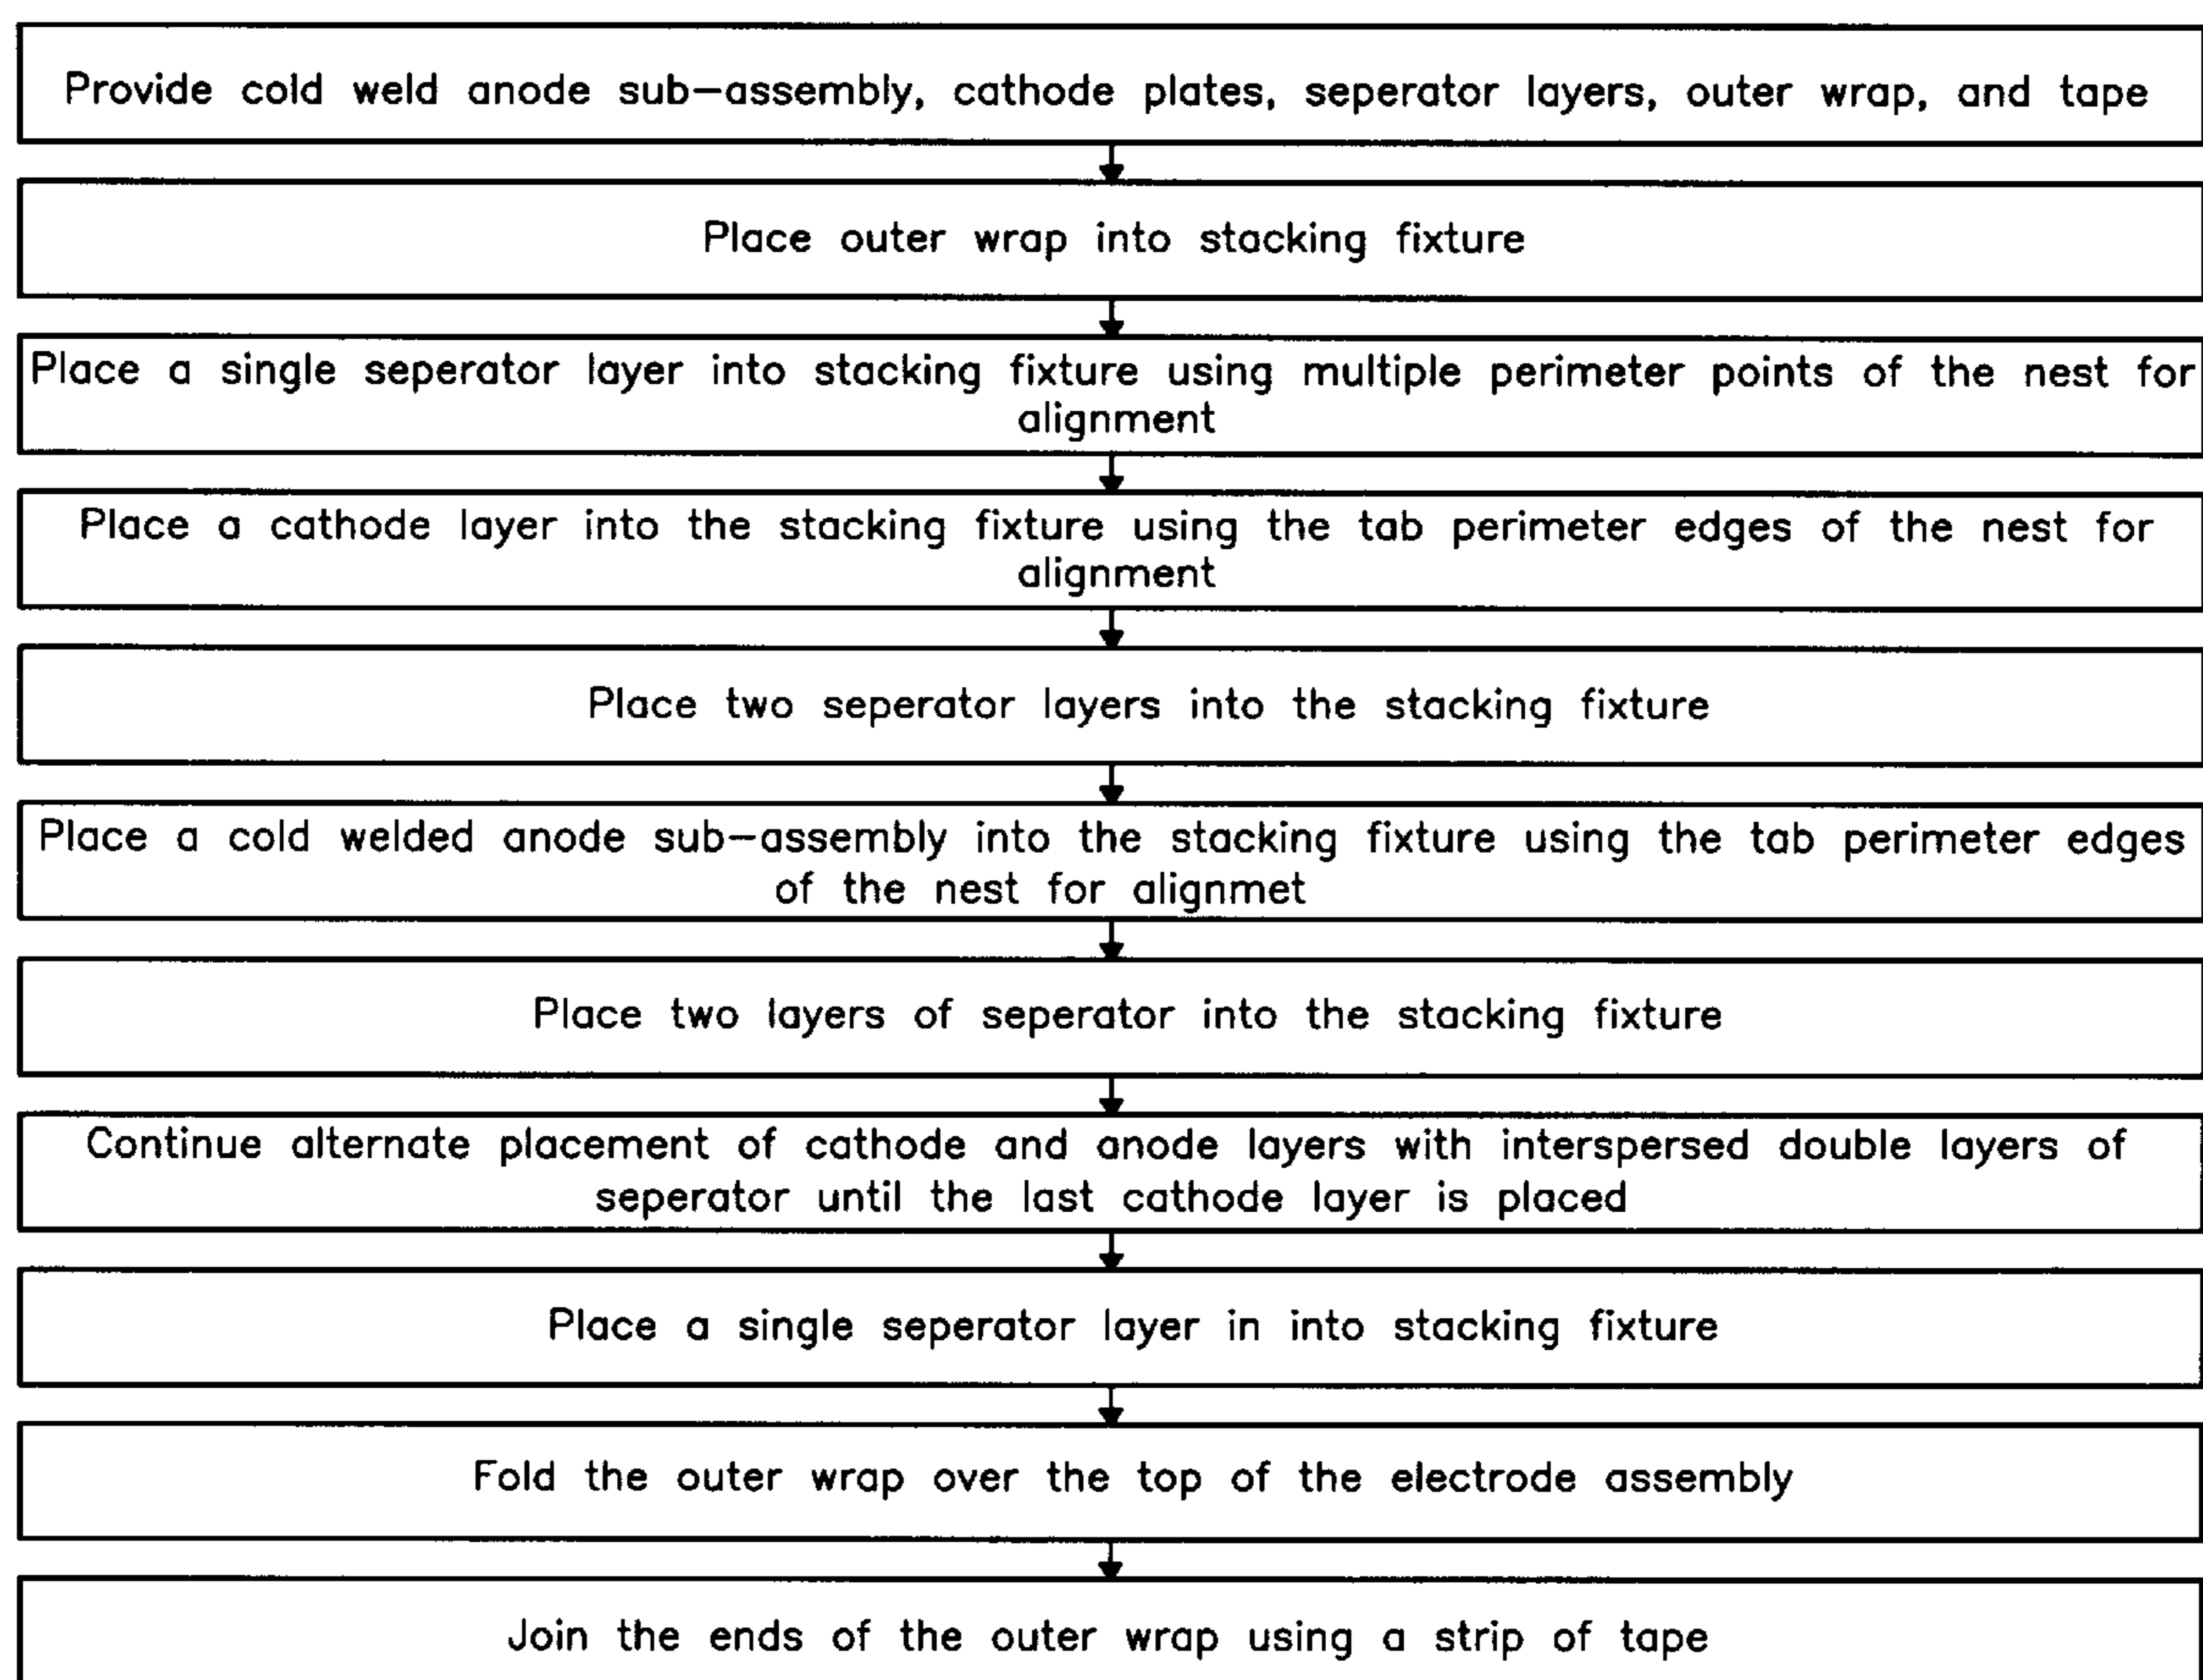 Provide cold weld anode sub-assembly, cathode plates, seperator layers, outer wrap, and tape
Place outer wrap into stacking fixture
Place a single seperator layer into stacking fixture using multiple perimeter points of the nest for
alignment
Place a cathode layer into the stacking fixture using the tab perimeter edges of the nest for
alignment
Place two seperator layers into the stacking fixture
Place a cold welded anode sub-assembly into the stacking fixture using the tab perimeter edges
of the nest for alignmet
Place two layers of seperator into the stacking fixture
Continue alternate placement of cathode and anode layers with interspersed double layers of
seperator until the last cathode layer is placed
Place a single seperator layer in into stacking fixture
Fold the outer wrap over the top of the electrode assembly
Join the ends of the outer wrap using a strip of tape